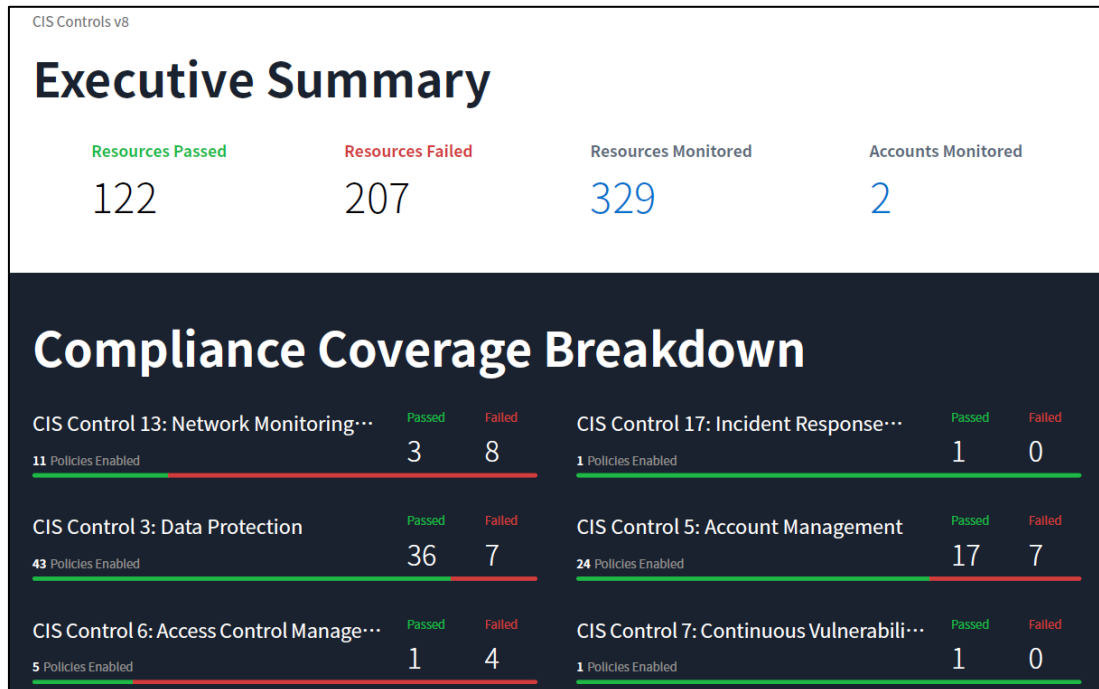 CIS Controls v8
Executive Summary
Resources Passed Resources Failed Resources Monitored Accounts Monitored
122 207 329 2
Compliance Coverage Breakdown
CIS Control 13: Network Monitoring··· Passed Failed
11 Policies Enabled 3 8
CIS Control 17: Incident Response··· Passed Failed
1 Policies Enabled 1 0
CIS Control 3: Data Protection Passed Failed
43 Policies Enabled 36 7
CIS Control 5: Account Management Passed Failed
24 Policies Enabled 17 7
CIS Control 6: Access Control Manage··· Passed Failed
5 Policies Enabled 1 4
CIS Control 7: Continuous Vulnerabili··· Passed Failed
1 Policies Enabled 1 0